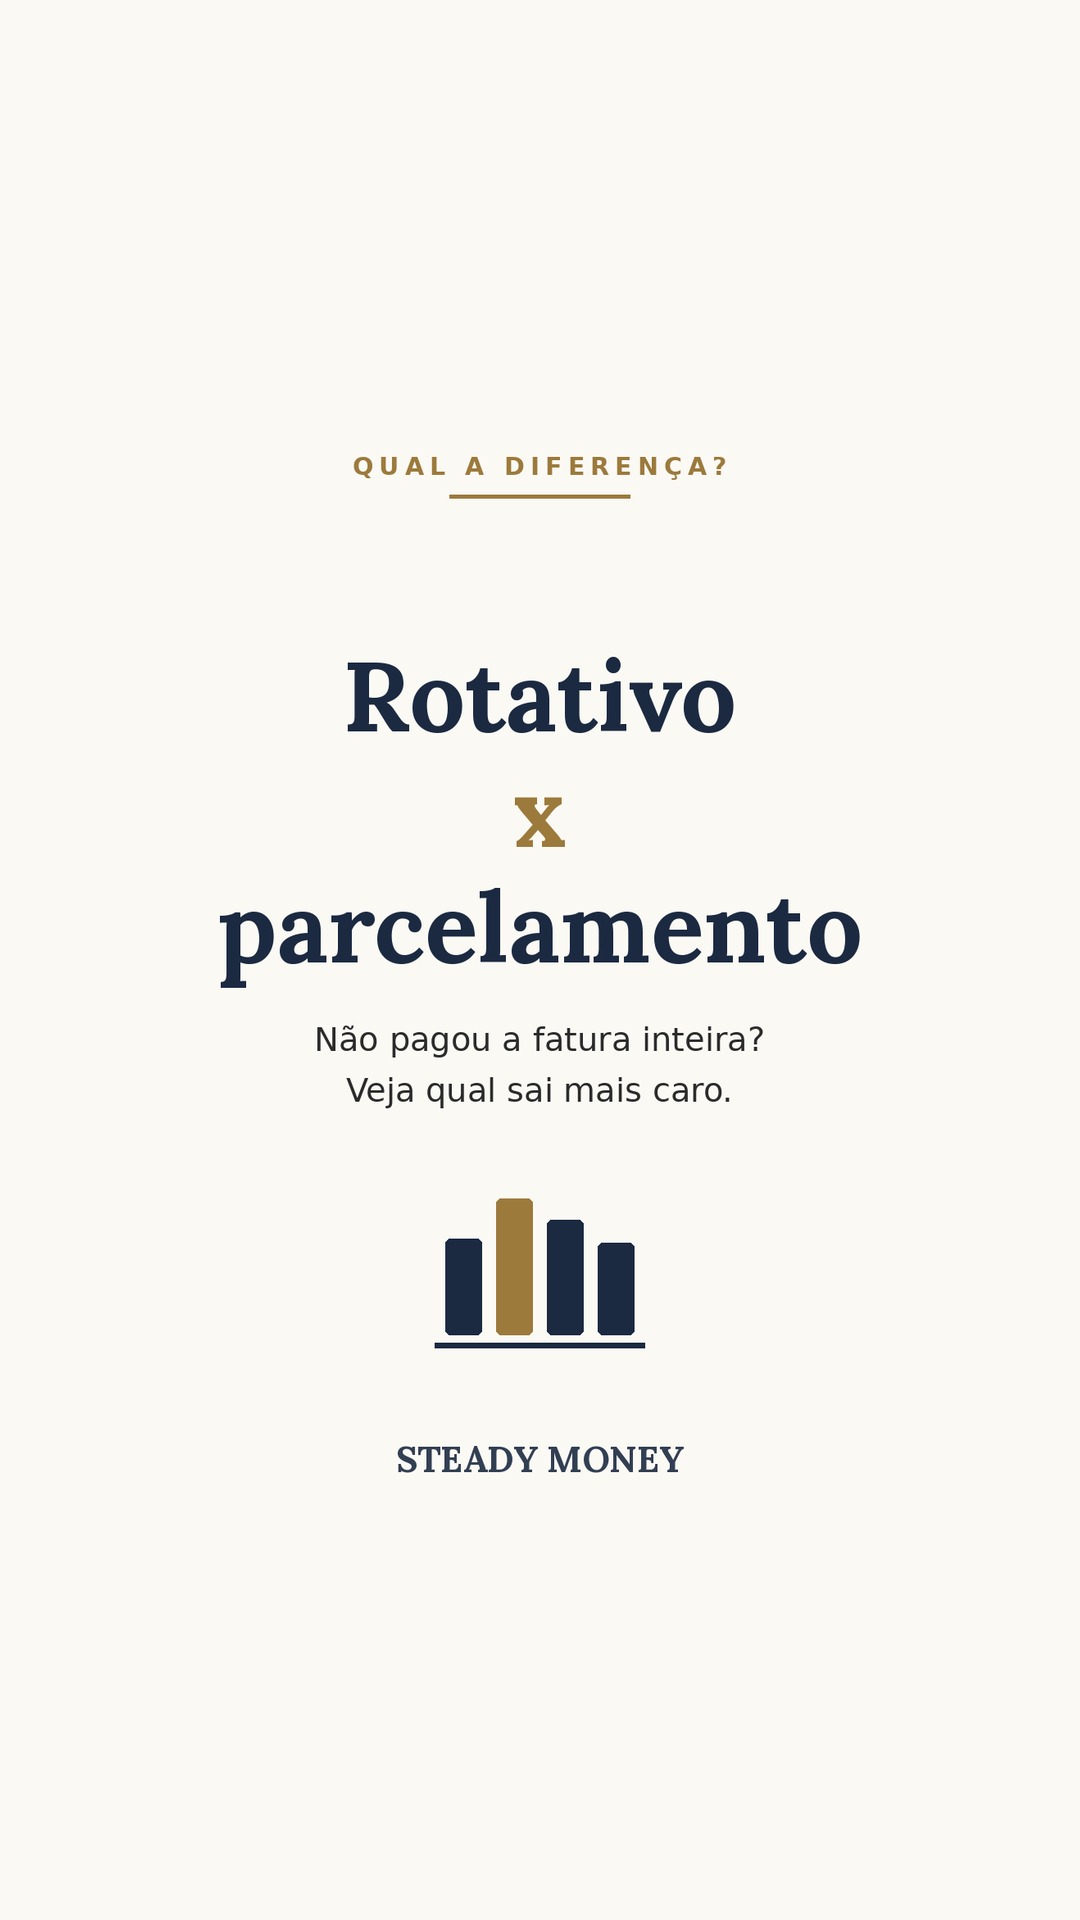 QUAL A DIFERENÇA?
Rotativo
x
parcelamento
Não pagou a fatura inteira?
Veja qual sai mais caro.
STEADY MONEY